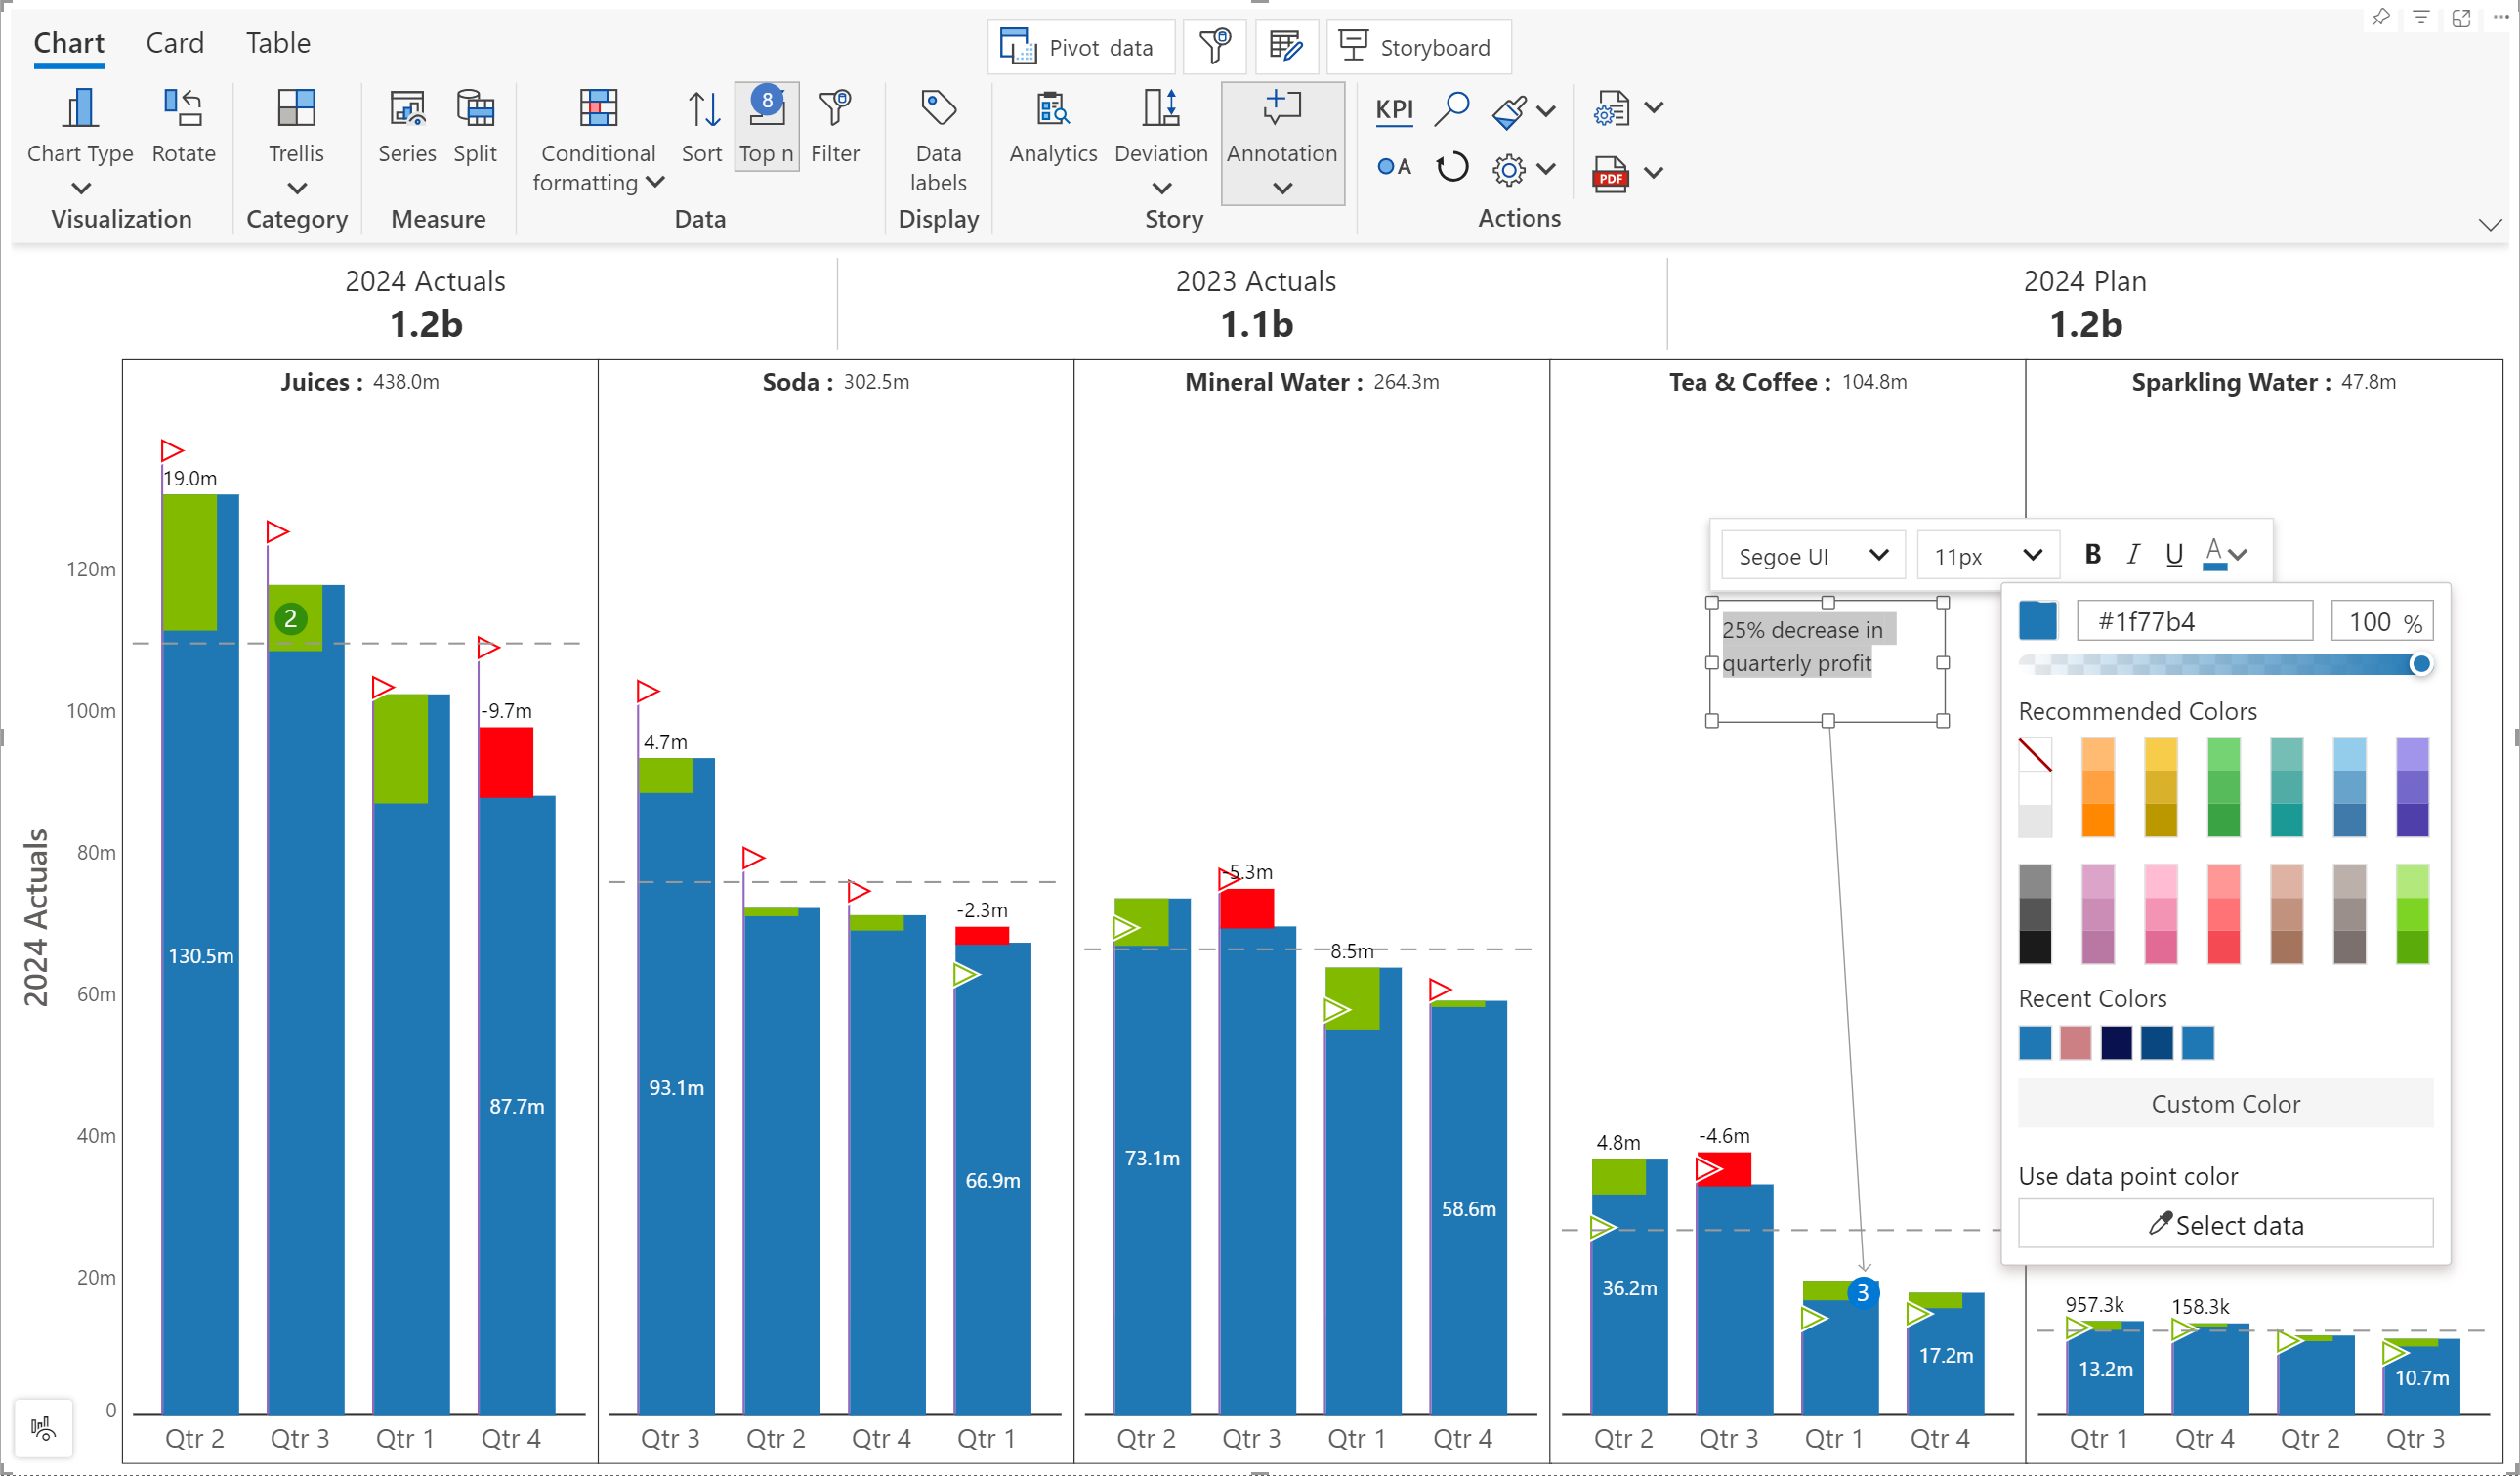 Chart Card Table
Pivot data
Storyboard
Chart Type
Rotate
Visualization
Trellis
Category
Series
Split
Measure
Conditional
formatting
Sort
8
Top n
Filter
Data
Data
labels
Display
Analytics
Deviation
Annotation
Story
KPI
A
PDF
Actions
2024 Actuals
1.2b
2023 Actuals
1.1b
2024 Plan
1.2b
Juices : 438.0m
Soda : 302.5m
Mineral Water : 264.3m
Tea & Coffee : 104.8m
Sparkling Water : 47.8m
2024 Actuals
120m
100m
80m
60m
40m
20m
0
19.0m
2
-9.7m
130.5m
87.7m
Qtr 2 Qtr 3 Qtr 1 Qtr 4
4.7m
-2.3m
93.1m
66.9m
Qtr 3 Qtr 2 Qtr 4 Qtr 1
-5.3m
8.5m
73.1m
58.6m
Qtr 2 Qtr 3 Qtr 1 Qtr 4
25% decrease in
quarterly profit
4.8m
-4.6m
3
36.2m
17.2m
Qtr 2 Qtr 3 Qtr 1 Qtr 4
957.3k
158.3k
13.2m
10.7m
Qtr 1 Qtr 4 Qtr 2 Qtr 3
Segoe UI
11px
B I U A
#1f77b4
100 %
Recommended Colors
Recent Colors
Custom Color
Use data point color
Select data